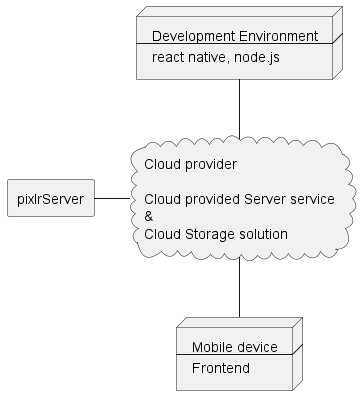 Development Environment
react native, node.js
Cloud provider
Cloud provided Server service
&
Cloud Storage solution
pixlrServer
Mobile device
Frontend